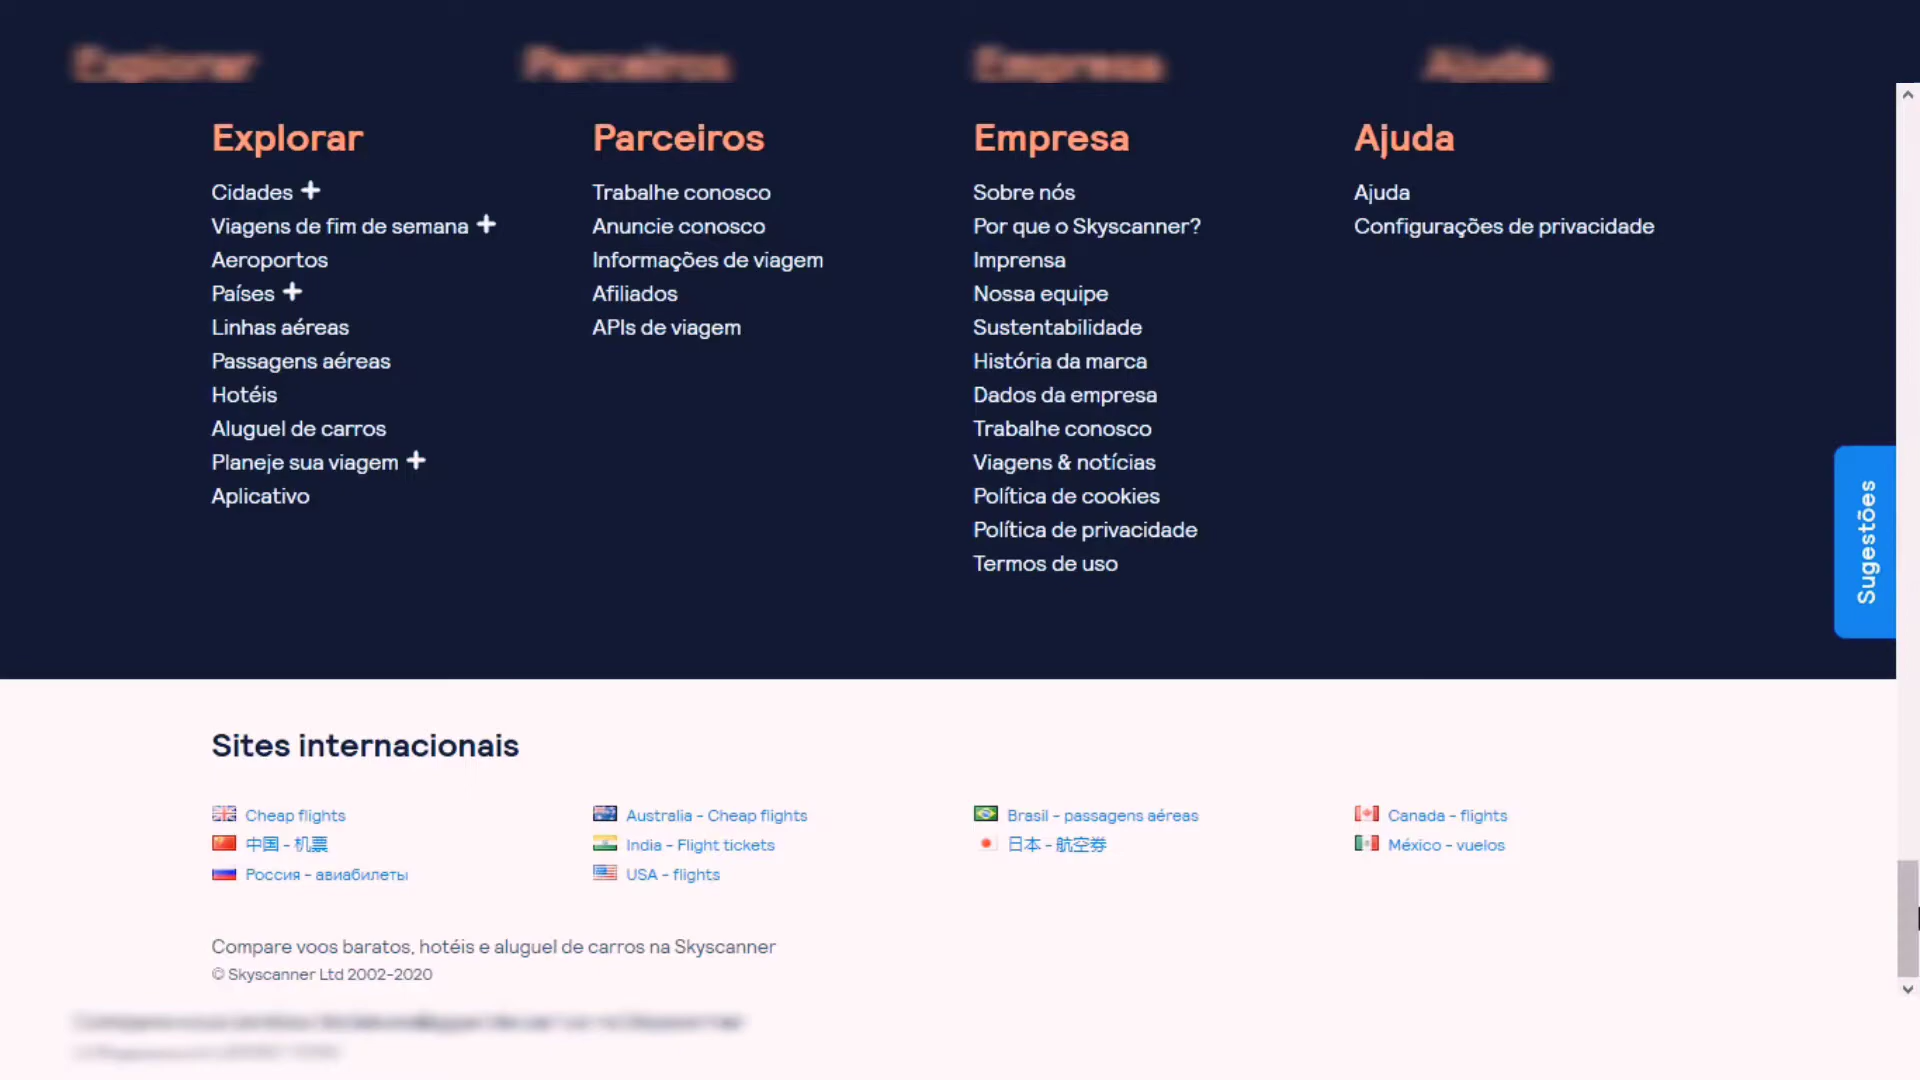 Explorar
Parceiros
Empresa
Ajuda
Explorar
Cidades +
Viagens de fim de semana +
Aeroportos
Países +
Linhas aéreas
Passagens aéreas
Hotéis
Aluguel de carros
Planeje sua viagem +
Aplicativo
Parceiros
Trabalhe conosco
Anuncie conosco
Informações de viagem
Afiliados
APIs de viagem
Empresa
Sobre nós
Por que o Skyscanner?
Imprensa
Nossa equipe
Sustentabilidade
História da marca
Dados da empresa
Trabalhe conosco
Viagens & notícias
Política de cookies
Política de privacidade
Termos de uso
Ajuda
Ajuda
Configurações de privacidade
Sugestões
Sites internacionais
Cheap flights
Australia - Cheap flights
Brasil - passagens aéreas
Canada - flights
中国 - 机票
India - Flight tickets
日本 - 航空券
México - vuelos
Россия - авиабилеты
USA - flights
Compare voos baratos, hotéis e aluguel de carros na Skyscanner
© Skyscanner Ltd 2002-2020